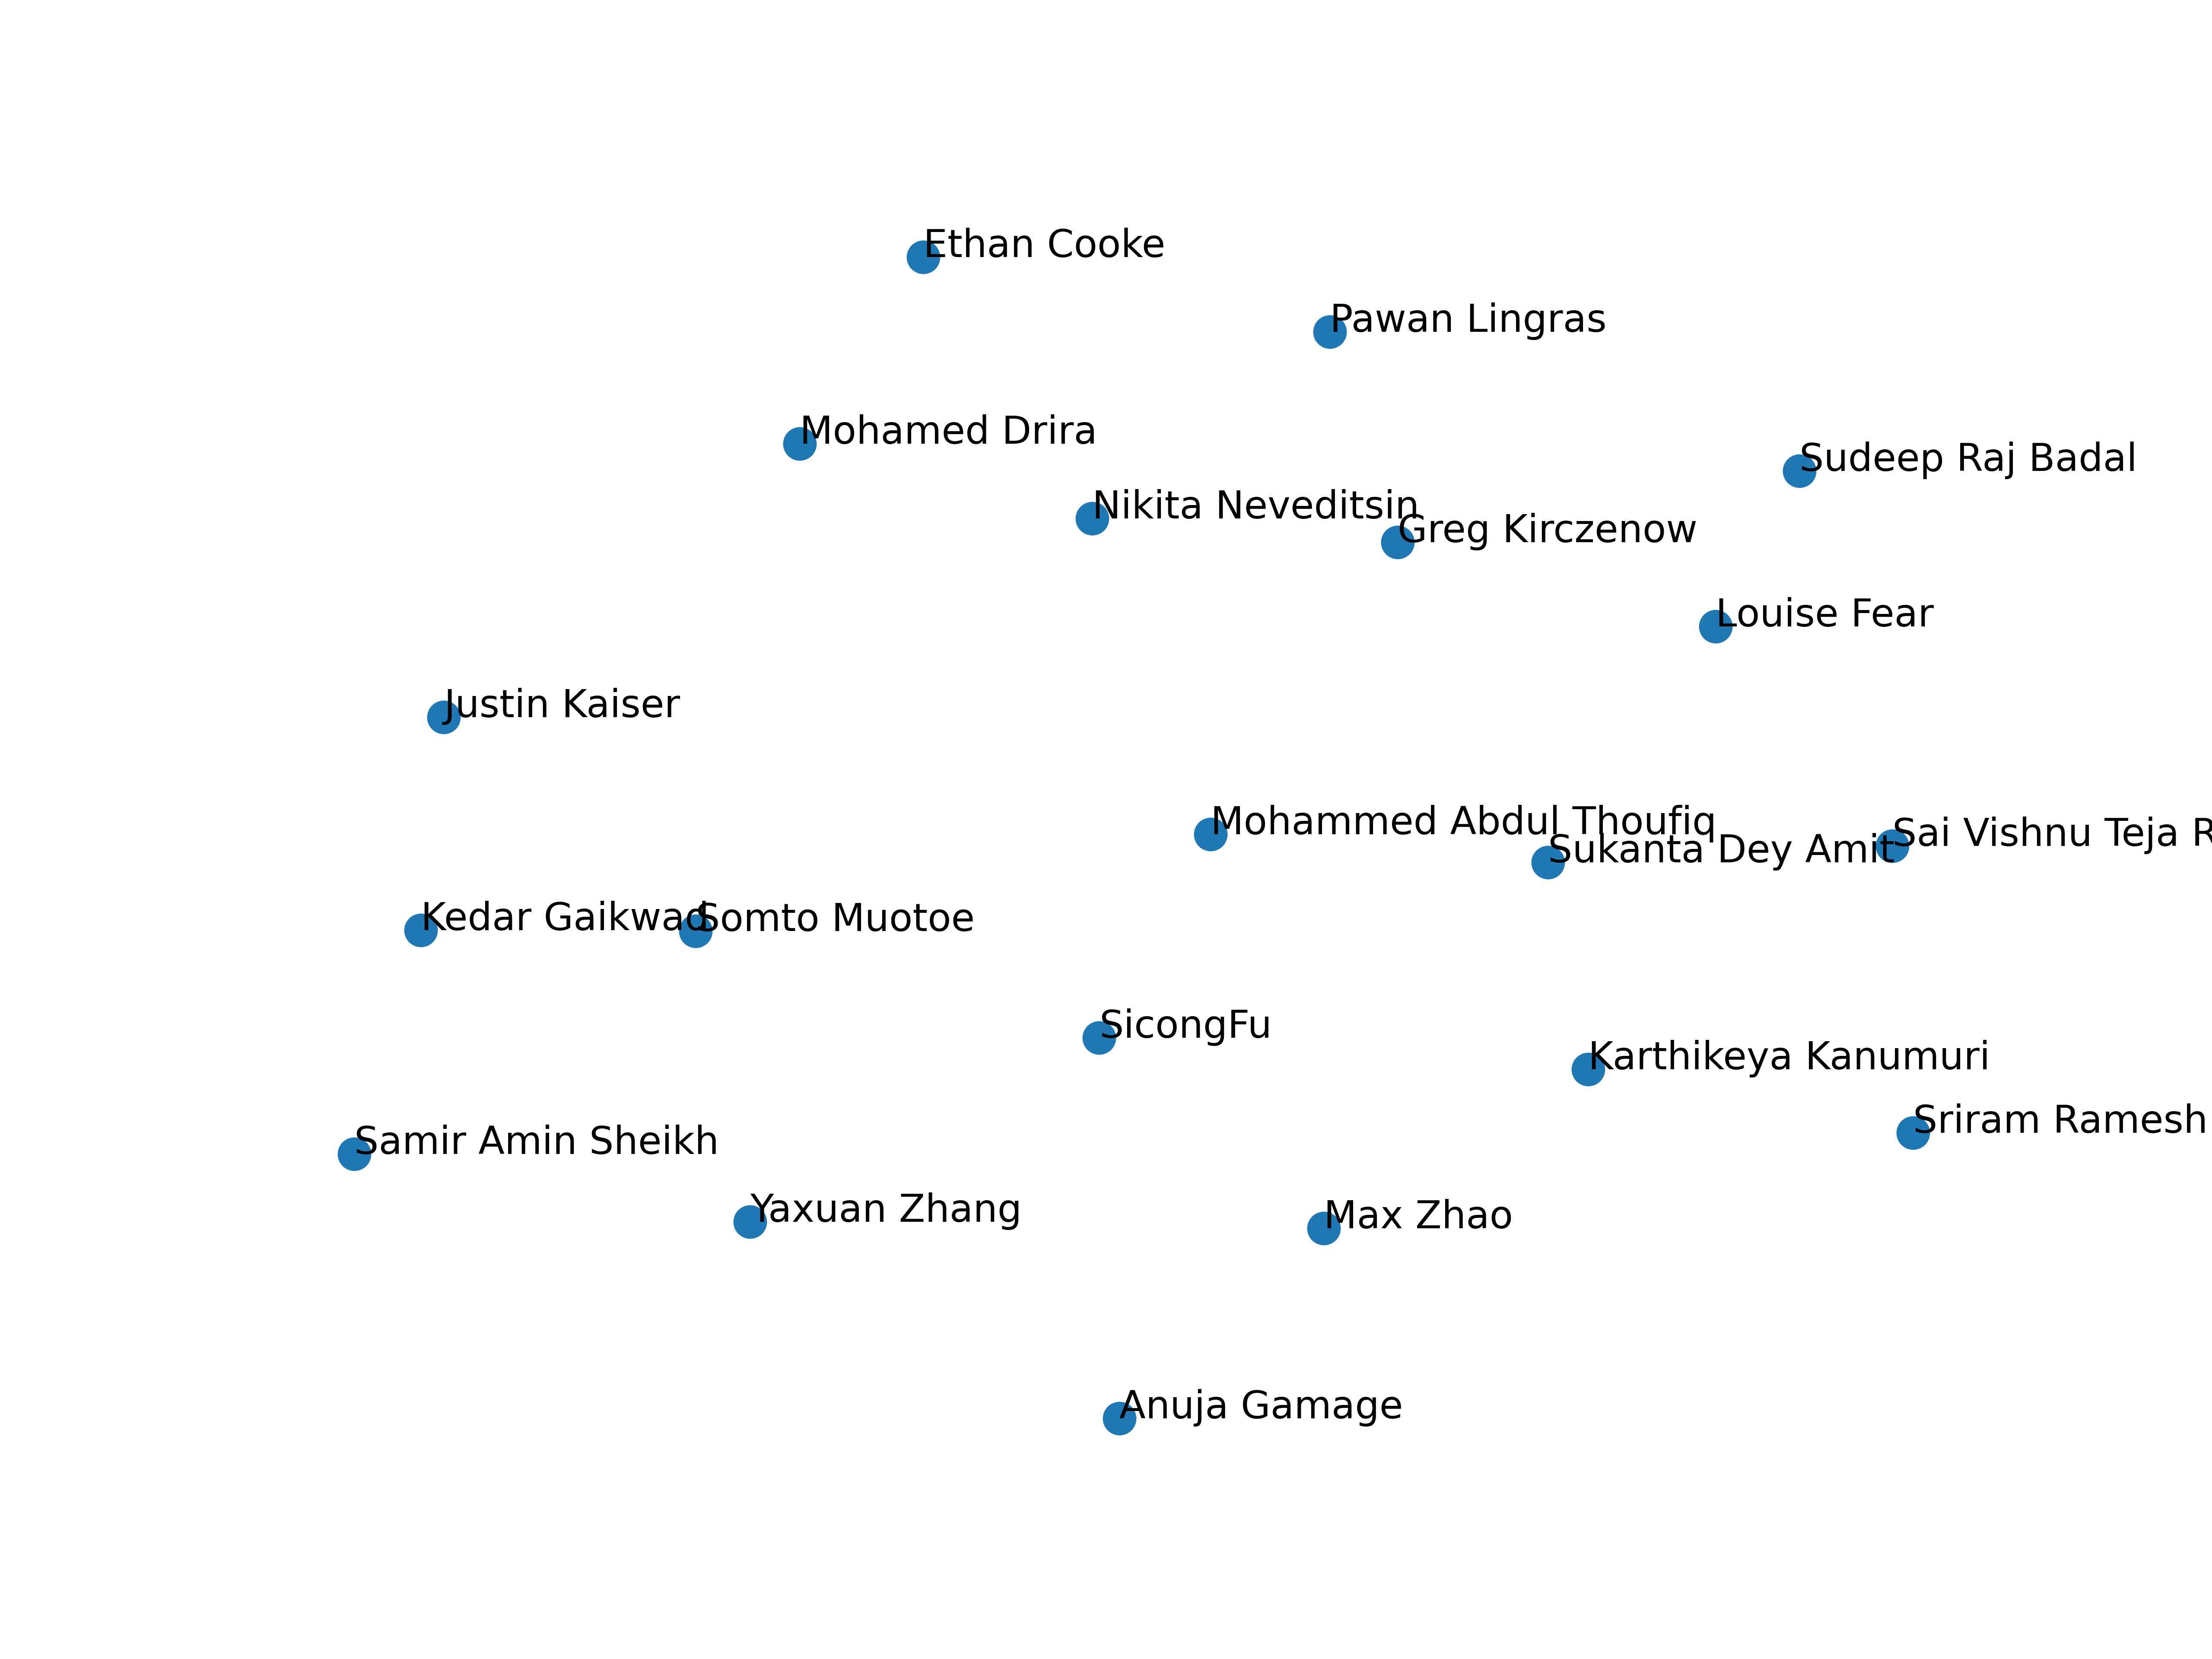 Ethan Cooke
Pawan Lingras
Mohamed Drira
Sudeep Raj Badal
Nikita Neveditsin
Greg Kirczenow
Louise Fear
Justin Kaiser
Mohammed Abdul Thoufiq
Sai Vishnu Teja R
Sukanta Dey Amit
Kedar Gaikwad
Somto Muotoe
SicongFu
Karthikeya Kanumuri
Sriram Ramesh
Samir Amin Sheikh
Yaxuan Zhang
Max Zhao
Anuja Gamage